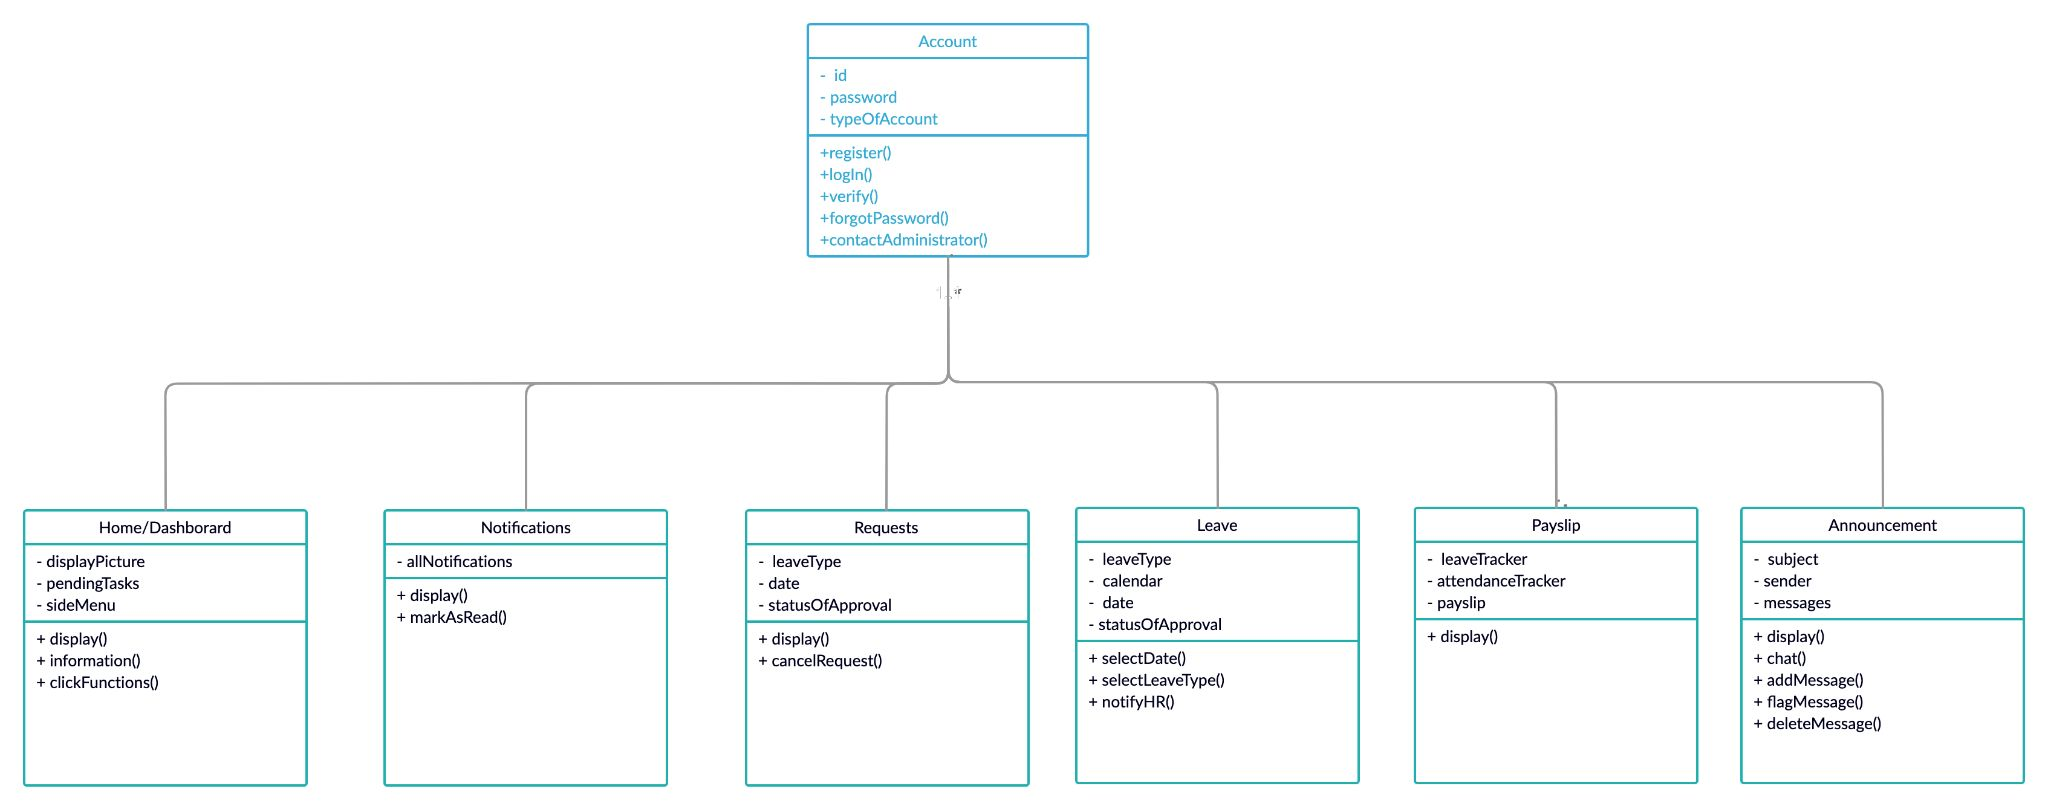 Account
- id
- password
- typeOfAccount
+register()
+logIn()
+verify()
+forgotPassword()
+contactAdministrator()
Home/Dashborard
- displayPicture
- pendingTasks
- sideMenu
+ display()
+ information()
+ clickFunctions()
Notifications
- allNotifications
+ display()
+ markAsRead()
Requests
- leaveType
- date
- statusOfApproval
+ display()
+ cancelRequest()
Leave
- leaveType
- calendar
- date
- statusOfApproval
+ selectDate()
+ selectLeaveType()
+ notifyHR()
Payslip
- leaveTracker
- attendanceTracker
- payslip
+ display()
Announcement
- subject
- sender
- messages
+ display()
+ chat()
+ addMessage()
+ flagMessage()
+ deleteMessage()